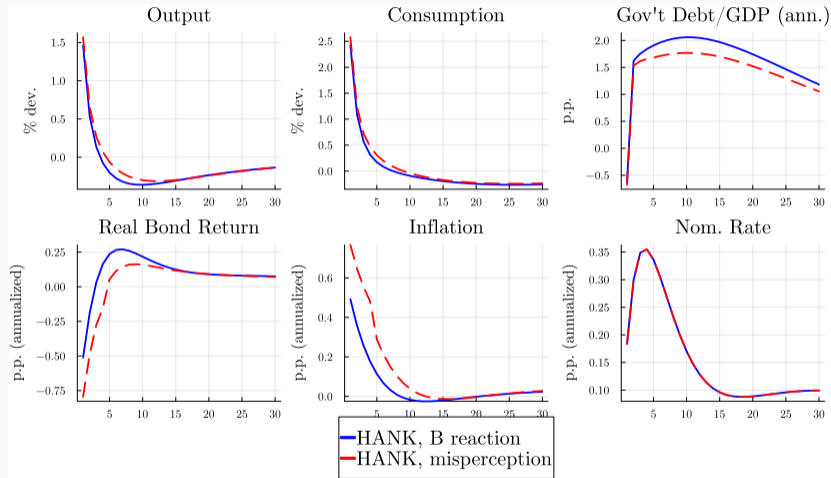 Output
% dev.
1.5
1.0
0.5
0.0
5 10 15 20 25 30
Consumption
% dev.
2.5
2.0
1.5
1.0
0.5
0.0
5 10 15 20 25 30
Gov't Debt/GDP (ann.)
p.p.
2.0
1.5
1.0
0.5
0.0
−0.5
5 10 15 20 25 30
Real Bond Return
p.p. (annualized)
0.25
0.00
−0.25
−0.50
−0.75
5 10 15 20 25 30
Inflation
p.p. (annualized)
0.6
0.4
0.2
0.0
5 10 15 20 25 30
Nom. Rate
p.p. (annualized)
0.35
0.30
0.25
0.20
0.15
0.10
5 10 15 20 25 30
HANK, B reaction
HANK, misperception